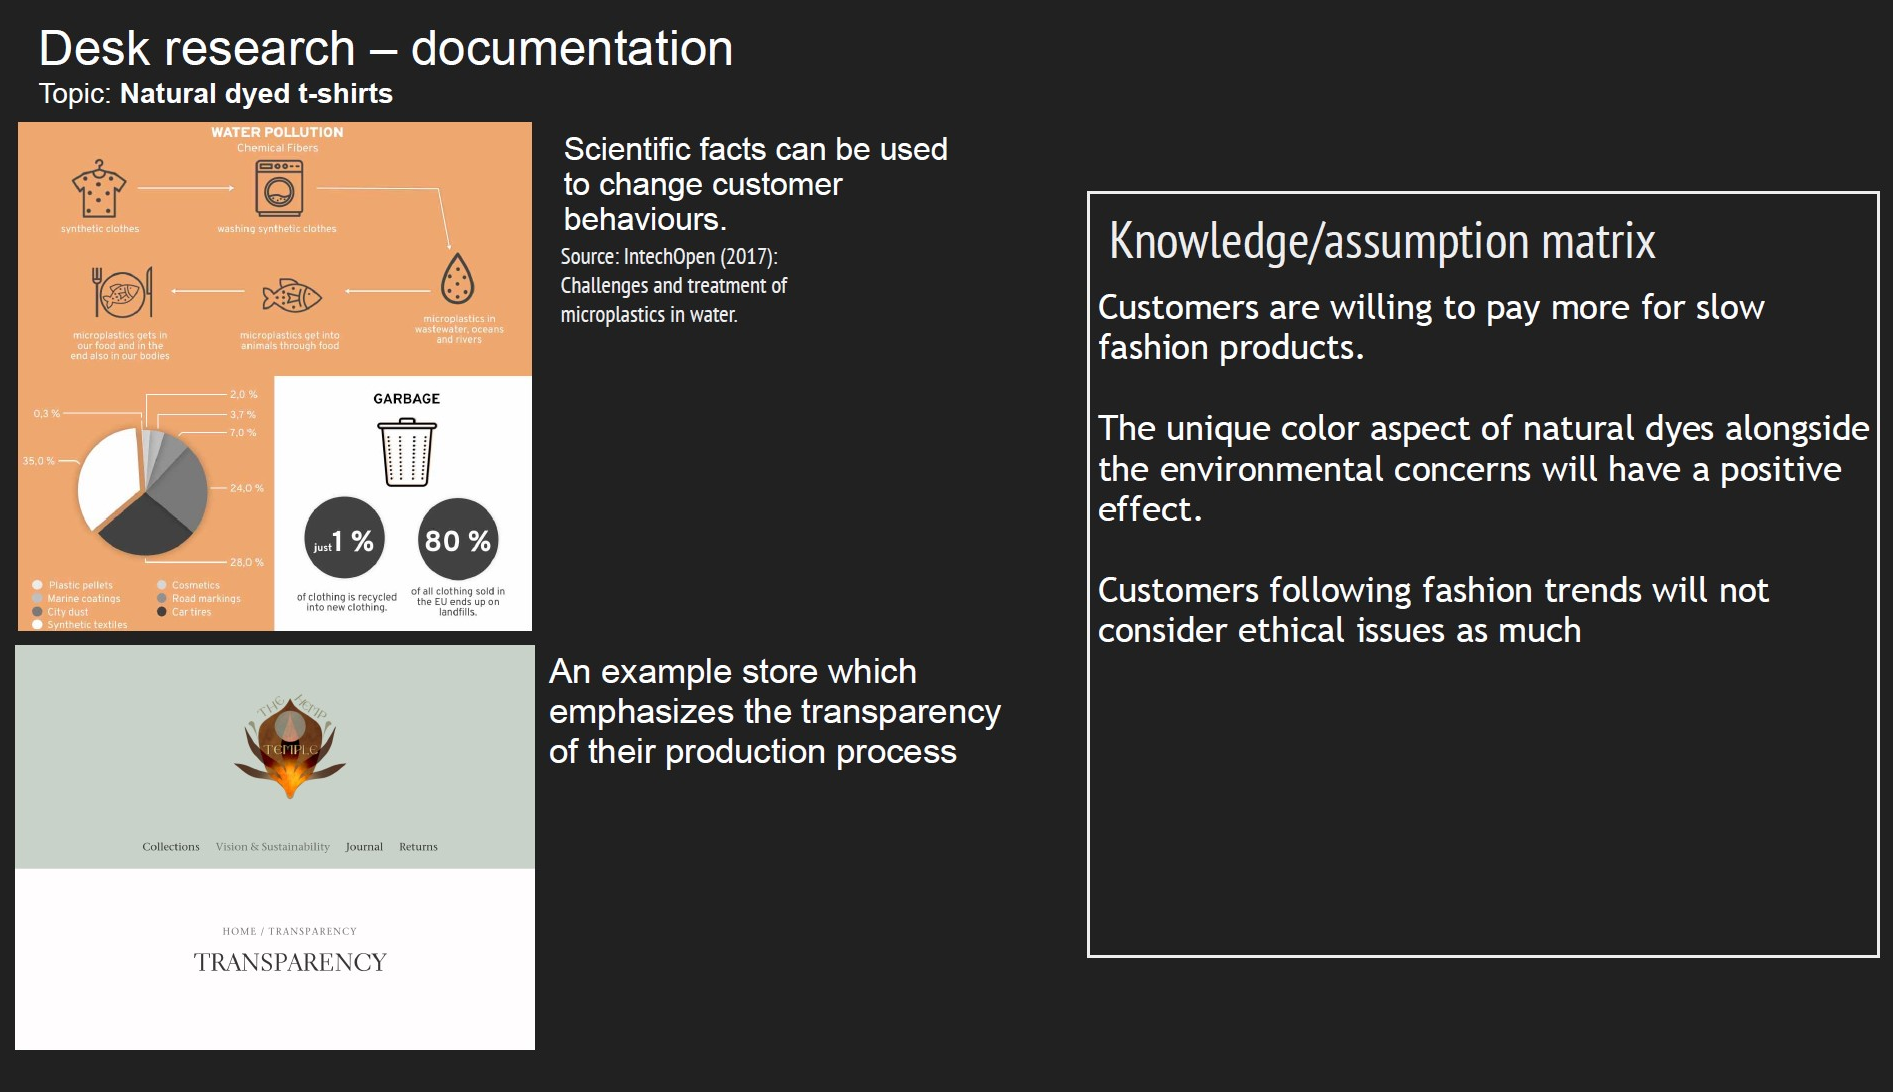 Desk research – documentation
Topic: Natural dyed t-shirts
WATER POLLUTION
Chemical Fibers
synthetic clothes
washing synthetic clothes
microplastics in
wastewater, oceans
and rivers
microplastics get into
animals through food
microplastics gets in
our food and in the
end also in our bodies
2,0 %
0,3 %
3,7 %
7,0 %
35,0 %
24,0 %
28,0 %
Plastic pellets
Cosmetics
Marine coatings
Road markings
City dust
Car tires
Synthetic textiles
GARBAGE
just 1 %
80 %
of clothing is recycled
into new clothing.
of all clothing sold in
the EU ends up on
landfills.
Scientific facts can be used
to change customer
behaviours.
Source: IntechOpen (2017):
Challenges and treatment of
microplastics in water.
THE HEMP
TEMPLE
Collections Vision & Sustainability Journal Returns
HOME / TRANSPARENCY
TRANSPARENCY
An example store which
emphasizes the transparency
of their production process
Knowledge/assumption matrix
Customers are willing to pay more for slow
fashion products.
The unique color aspect of natural dyes alongside
the environmental concerns will have a positive
effect.
Customers following fashion trends will not
consider ethical issues as much